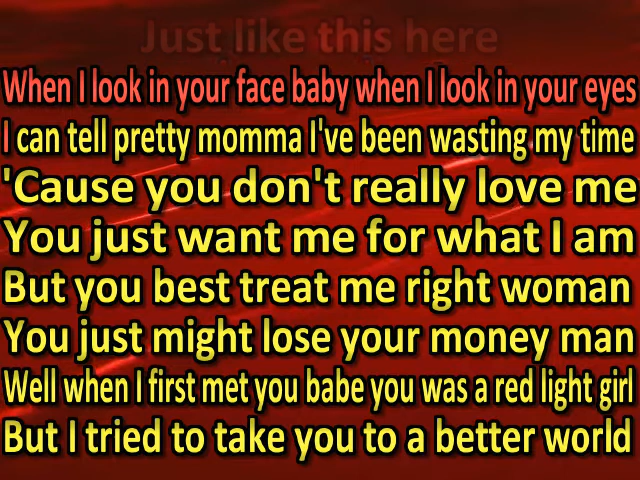 Just like this here
When I look in your face baby when I look in your eyes
I can tell pretty momma I've been wasting my time
'Cause you don't really love me
You just want me for what I am
But you best treat me right woman
You just might lose your money man
Well when I first met you babe you was a red light girl
But I tried to take you to a better world